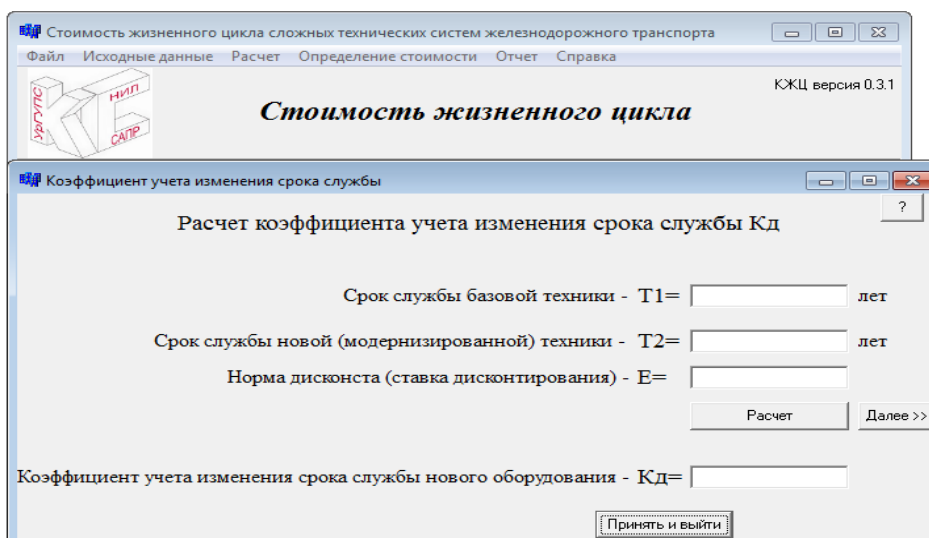 Стоимость жизненного цикла сложных технических систем железнодорожного транспорта
Файл Исходные данные Расчет Определение стоимости Отчет Справка
КЖЦ версия 0.3.1
УрГУПС
НИЛ
САПР
Стоимость жизненного цикла
Коэффициент учета изменения срока службы
?
Расчет коэффициента учета изменения срока службы Кд
Срок службы базовой техники - Т1= лет
Срок службы новой (модернизированной) техники - Т2= лет
Норма дисконста (ставка дисконтирования) - Е=
Расчет Далее >>
Коэффициент учета изменения срока службы нового оборудования - Кд=
Принять и выйти